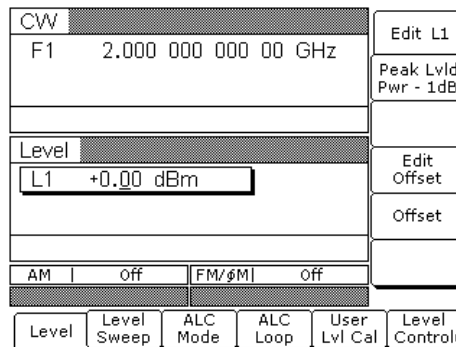 CW
F1 2.000 000 000 00 GHz
Level
L1 +0.00 dBm
AM Off FM/ϕM Off
Edit L1
Peak Lvld
Pwr - 1dB
Edit
Offset
Offset
Level
Level
Sweep
ALC
Mode
ALC
Loop
User
Lvl Cal
Level
Control